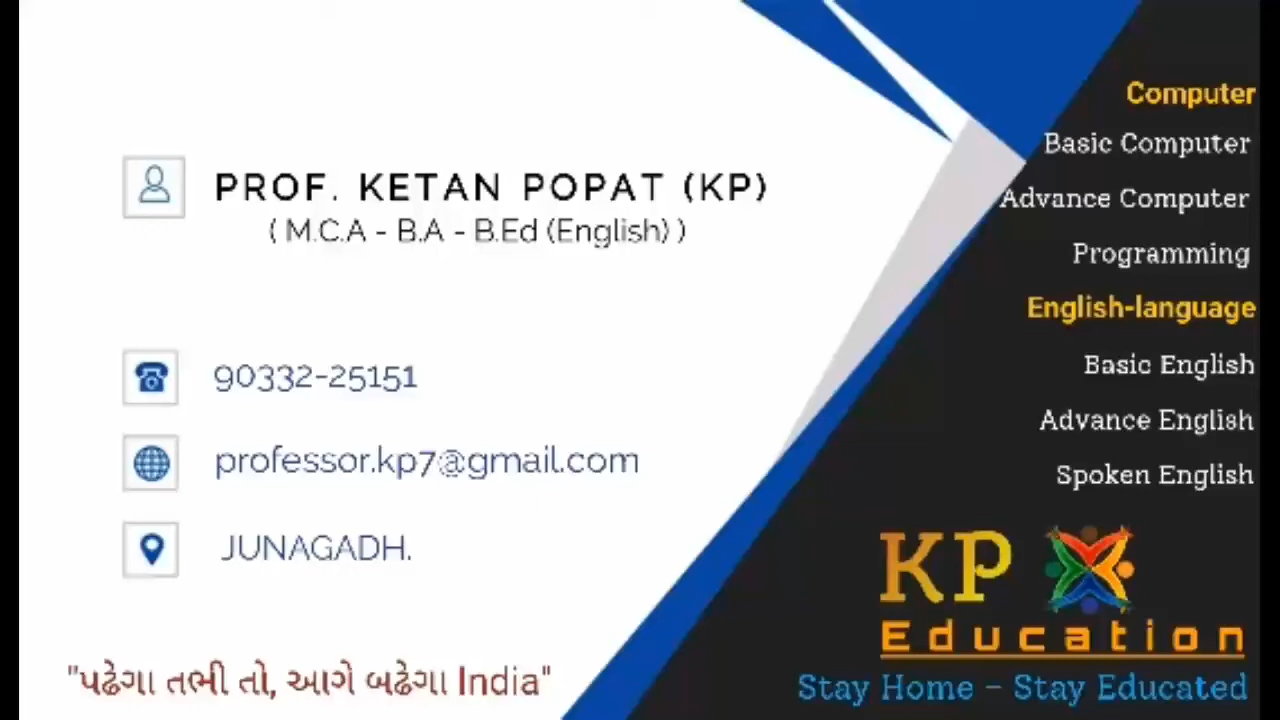 PROF. KETAN POPAT (KP)
( M.C.A - B.A - B.Ed (English) )
90332-25151
professor.kp7@gmail.com
JUNAGADH.
"પઢેગા તભી તો, આગે બઢેગા India"
Computer
Basic Computer
Advance Computer
Programming
English-language
Basic English
Advance English
Spoken English
KP
Education
Stay Home - Stay Educated